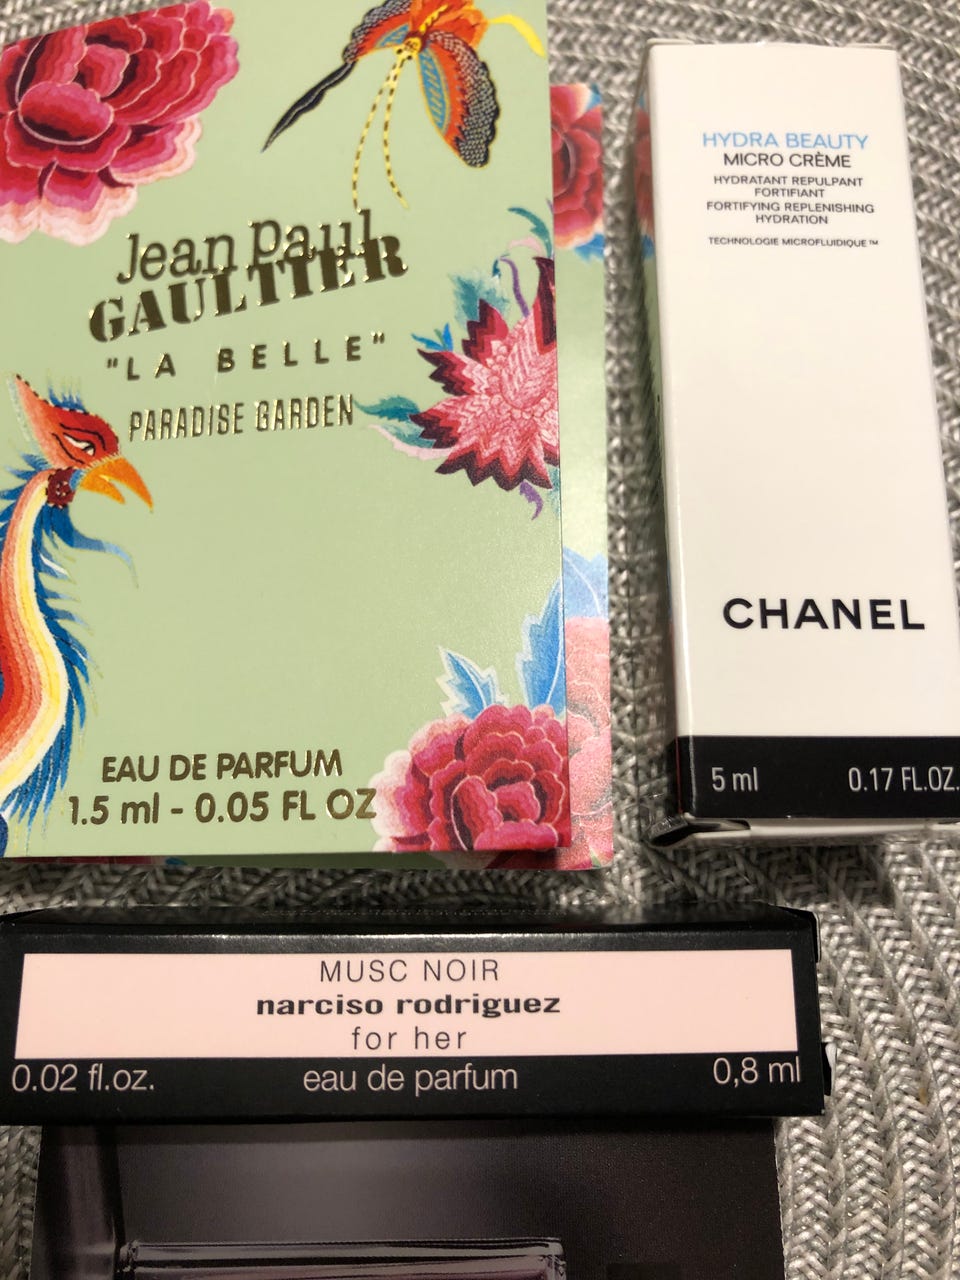 Jean Paul
GAULTIER
"LA BELLE"
PARADISE GARDEN
EAU DE PARFUM
1.5 ml - 0.05 FL OZ
HYDRA BEAUTY
MICRO CRÈME
HYDRATANT REPULPANT
FORTIFIANT
FORTIFYING REPLENISHING
HYDRATION
TECHNOLOGIE MICROFLUIDIQUE™
CHANEL
5 ml 0.17 FL.OZ.
MUSC NOIR
narciso rodriguez
for her
0.02 fl.oz. eau de parfum 0,8 ml